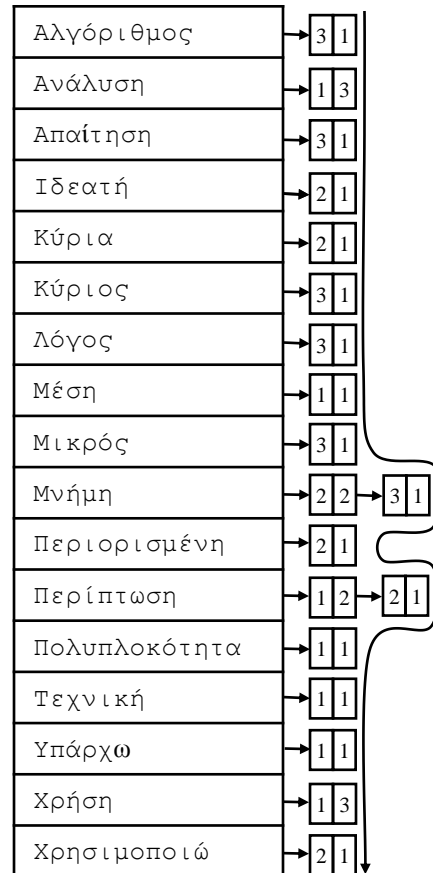 Αλγόριθμος 3 1
Ανάλυση 1 3
Απαίτηση 3 1
Ιδεατή 2 1
Κύρια 2 1
Κύριος 3 1
Λόγος 3 1
Μέση 1 1
Μικρός 3 1
Μνήμη 2 2 3 1
Περιορισμένη 2 1
Περίπτωση 1 2 2 1
Πολυπλοκότητα 1 1
Τεχνική 1 1
Υπάρχω 1 1
Χρήση 1 3
Χρησιμοποιώ 2 1